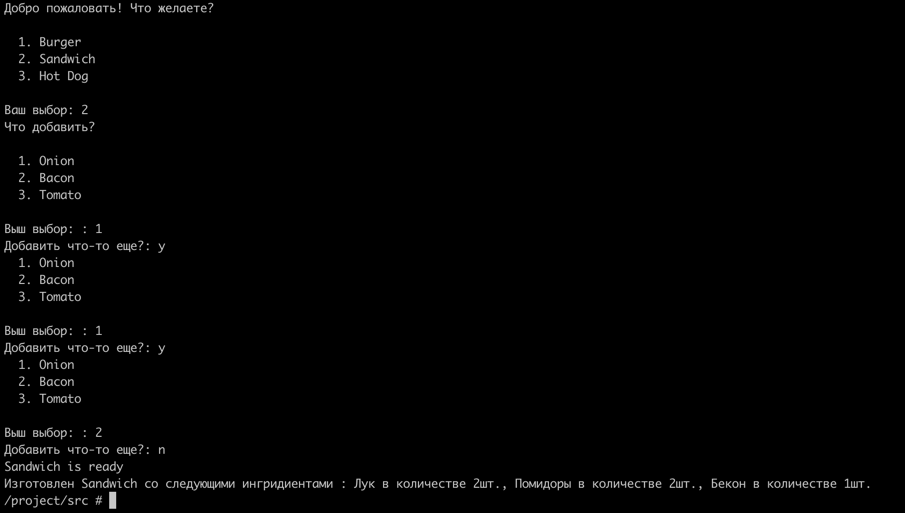 Добро пожаловать! Что желаете?
1. Burger
2. Sandwich
3. Hot Dog
Ваш выбор: 2
Что добавить?
1. Onion
2. Bacon
3. Tomato
Выш выбор: : 1
Добавить что-то еще?: y
1. Onion
2. Bacon
3. Tomato
Выш выбор: : 1
Добавить что-то еще?: y
1. Onion
2. Bacon
3. Tomato
Выш выбор: : 2
Добавить что-то еще?: n
Sandwich is ready
Изготовлен Sandwich со следующими ингридиентами : Лук в количестве 2шт., Помидоры в количестве 2шт., Бекон в количестве 1шт.
/project/src #